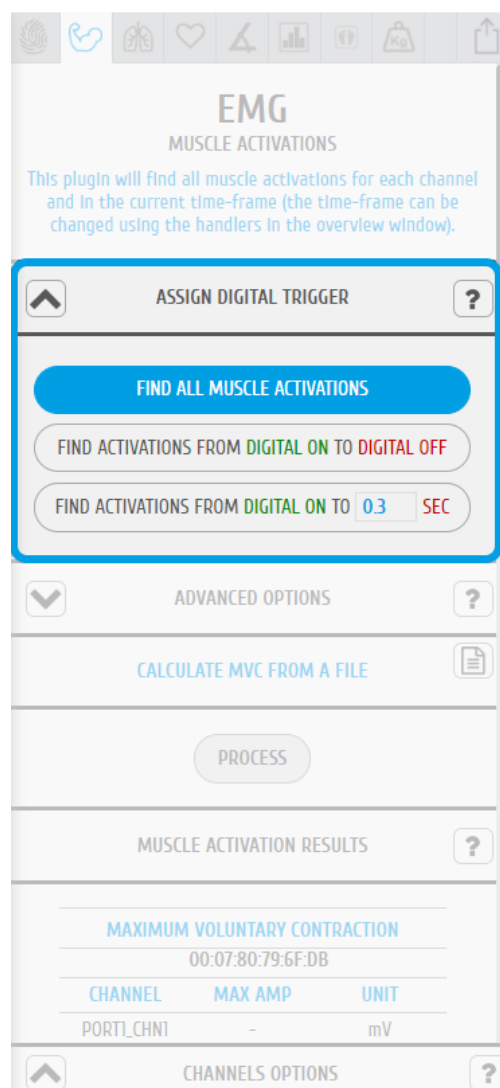 Kg
EMG
MUSCLE ACTIVATIONS
This plugin will find all muscle activations for each channel
and in the current time-frame (the time-frame can be
changed using the handlers in the overview window).
ASSIGN DIGITAL TRIGGER ?
FIND ALL MUSCLE ACTIVATIONS
FIND ACTIVATIONS FROM DIGITAL ON TO DIGITAL OFF
FIND ACTIVATIONS FROM DIGITAL ON TO 0.3 SEC
ADVANCED OPTIONS ?
CALCULATE MVC FROM A FILE
PROCESS
MUSCLE ACTIVATION RESULTS ?
MAXIMUM VOLUNTARY CONTRACTION
00:07:80:79:6F:DB
CHANNEL MAX AMP UNIT
PORT1_CHN1 - mV
CHANNELS OPTIONS ?